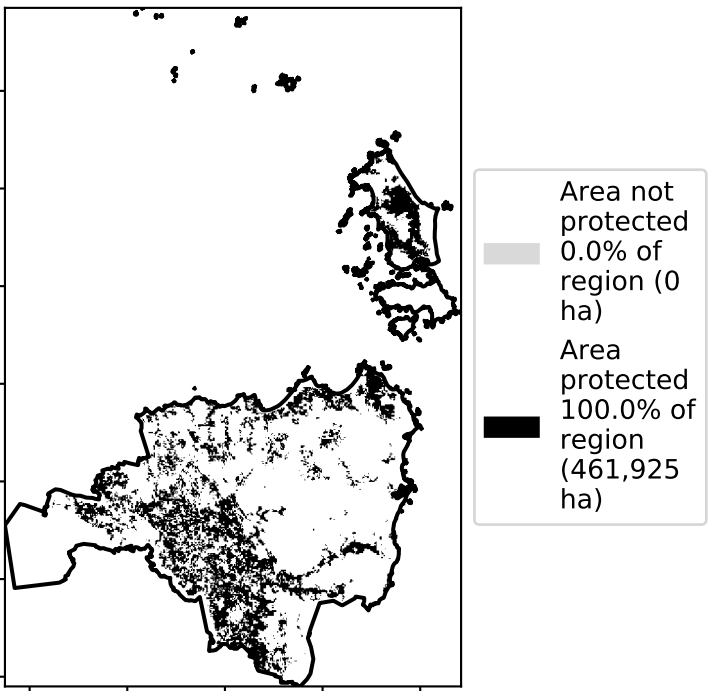 Area not
protected
0.0% of
region (0
ha)
Area
protected
100.0% of
region
(461,925
ha)